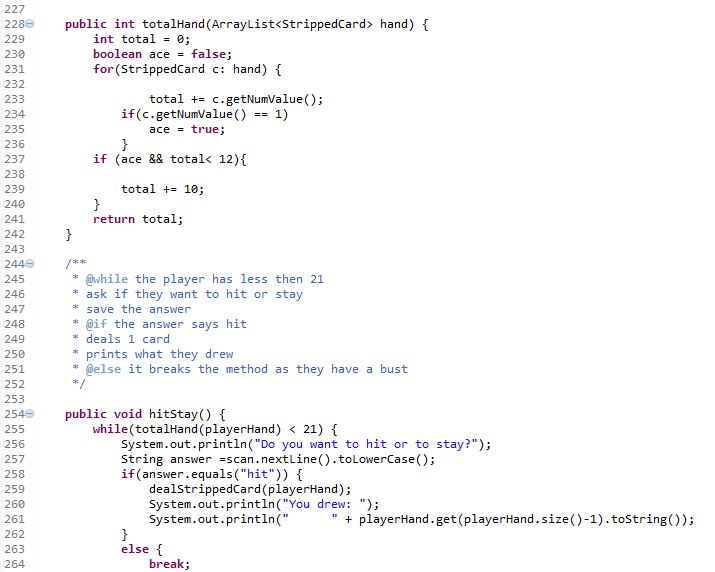 227
228 public int totalHand(ArrayList<StrippedCard> hand) {
229 int total = 0;
230 boolean ace = false;
231 for(StrippedCard c: hand) {
232
233 total += c.getNumValue();
234 if(c.getNumValue() == 1)
235 ace = true;
236 }
237 if (ace && total< 12){
238
239 total += 10;
240 }
241 return total;
242 }
243
244 /**
245 * @while the player has less then 21
246 * ask if they want to hit or stay
247 * save the answer
248 * @if the answer says hit
249 * deals 1 card
250 * prints what they drew
251 * @else it breaks the method as they have a bust
252 */
253
254 public void hitStay() {
255 while(totalHand(playerHand) < 21) {
256 System.out.println("Do you want to hit or to stay?");
257 String answer =scan.nextLine().toLowerCase();
258 if(answer.equals("hit")) {
259 dealStrippedCard(playerHand);
260 System.out.println("You drew: ");
261 System.out.println("      " + playerHand.get(playerHand.size()-1).toString());
262 }
263 else {
264 break;